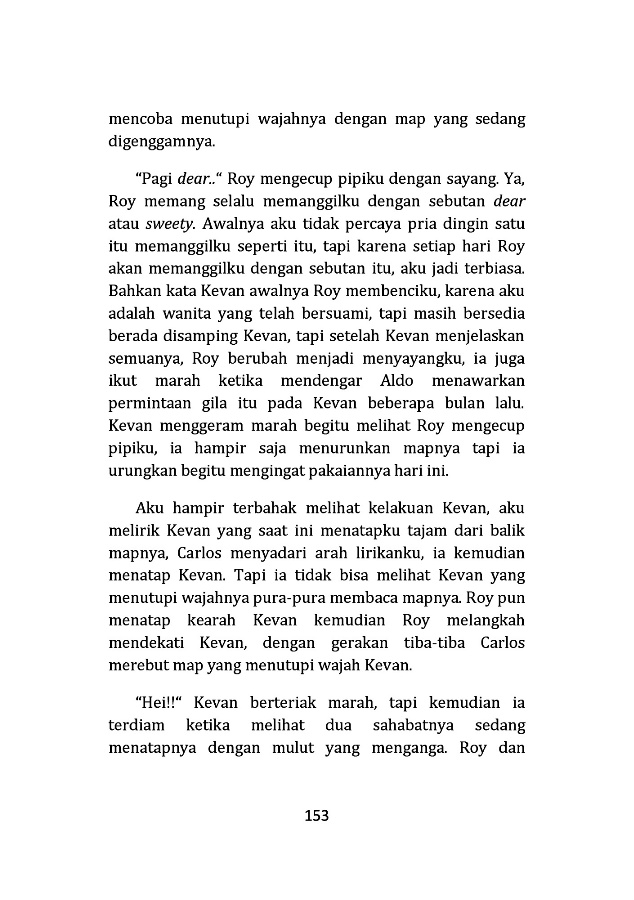 mencoba menutupi wajahnya dengan map yang sedang
digenggamnya.
“Pagi dear..“ Roy mengecup pipiku dengan sayang. Ya,
Roy memang selalu memanggilku dengan sebutan dear
atau sweety. Awalnya aku tidak percaya pria dingin satu
itu memanggilku seperti itu, tapi karena setiap hari Roy
akan memanggilku dengan sebutan itu, aku jadi terbiasa.
Bahkan kata Kevan awalnya Roy membenciku, karena aku
adalah wanita yang telah bersuami, tapi masih bersedia
berada disamping Kevan, tapi setelah Kevan menjelaskan
semuanya, Roy berubah menjadi menyayangku, ia juga
ikut marah ketika mendengar Aldo menawarkan
permintaan gila itu pada Kevan beberapa bulan lalu.
Kevan menggeram marah begitu melihat Roy mengecup
pipiku, ia hampir saja menurunkan mapnya tapi ia
urungkan begitu mengingat pakaiannya hari ini.
Aku hampir terbahak melihat kelakuan Kevan, aku
melirik Kevan yang saat ini menatapku tajam dari balik
mapnya, Carlos menyadari arah lirikanku, ia kemudian
menatap Kevan. Tapi ia tidak bisa melihat Kevan yang
menutupi wajahnya pura-pura membaca mapnya. Roy pun
menatap kearah Kevan kemudian Roy melangkah
mendekati Kevan, dengan gerakan tiba-tiba Carlos
merebut map yang menutupi wajah Kevan.
“Hei!!“ Kevan berteriak marah, tapi kemudian ia
terdiam ketika melihat dua sahabatnya sedang
menatapnya dengan mulut yang menganga. Roy dan
153